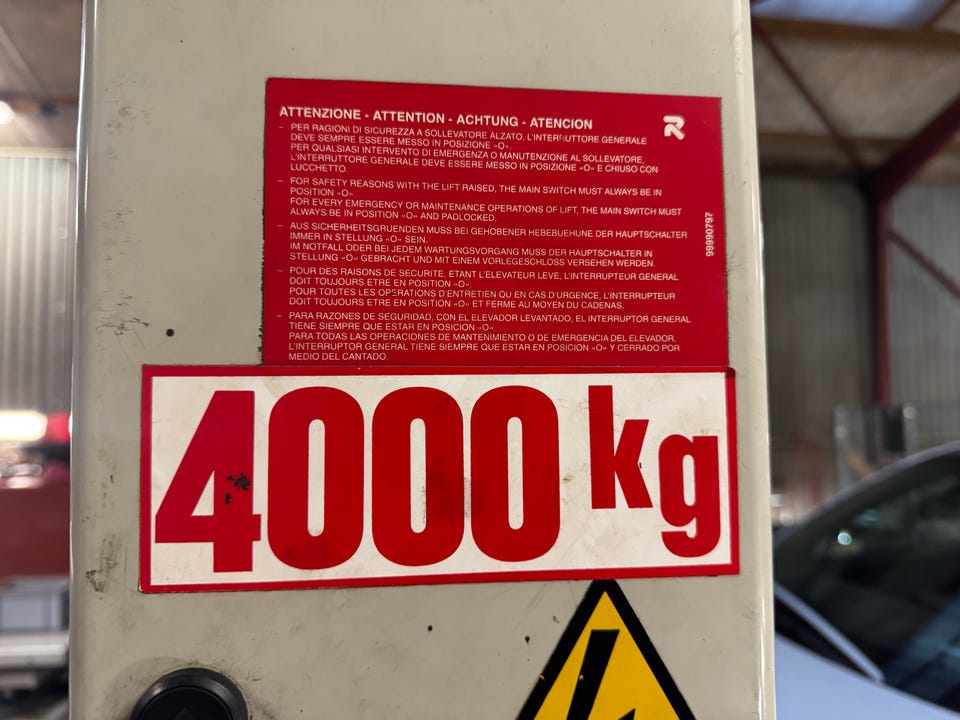 ATTENZIONE - ATTENTION - ACHTUNG - ATENCION
R
– PER RAGIONI DI SICUREZZA A SOLLEVATORE ALZATO, L'INTERRUTTORE GENERALE
DEVE SEMPRE ESSERE MESSO IN POSIZIONE «O».
PER QUALSIASI INTERVENTO DI EMERGENZA O MANUTENZIONE AL SOLLEVATORE,
L'INTERRUTTORE GENERALE DEVE ESSERE MESSO IN POSIZIONE «O» E CHIUSO CON
LUCCHETTO.
– FOR SAFETY REASONS WITH THE LIFT RAISED, THE MAIN SWITCH MUST ALWAYS BE IN
POSITION «O».
FOR EVERY EMERGENCY OR MAINTENANCE OPERATIONS OF LIFT, THE MAIN SWITCH MUST
ALWAYS BE IN POSITION «O» AND PADLOCKED.
– AUS SICHERHEITSGRUENDEN MUSS BEI GEHOBENER HEBEBUEHUNE DER HAUPTSCHALTER
IMMER IN STELLUNG «O» SEIN.
IM NOTFALL ODER BEI JEDEM WARTUNGSVORGANG MUSS DER HAUPTSCHALTER IN
STELLUNG «O» GEBRACHT UND MIT EINEM VORLEGESCHLOSS VERSEHEN WERDEN.
– POUR DES RAISONS DE SECURITE, ETANT L'ELEVATEUR LEVE, L'INTERRUPTEUR GENERAL
DOIT TOUJOURS ETRE EN POSITION «O».
POUR TOUTES LES OPERATIONS D'ENTRETIEN OU EN CAS D'URGENCE, L'INTERRUPTEUR
DOIT TOUJOURS ETRE EN POSITION «O» ET FERME AU MOYEN DU CADENAS.
– PARA RAZONES DE SEGURIDAD, CON EL ELEVADOR LEVANTADO, EL INTERRUPTOR GENERAL
TIENE SIEMPRE QUE ESTAR EN POSICION «O».
PARA TODAS LAS OPERACIONES DE MANTENIMIENTO O DE EMERGENCIA DEL ELEVADOR,
L'INTERRUPTOR GENERAL TIENE SIEMPRE QUE ESTAR EN POSICION «O» Y CERRADO POR
MEDIO DEL CANTADO.
99990797
4000 kg